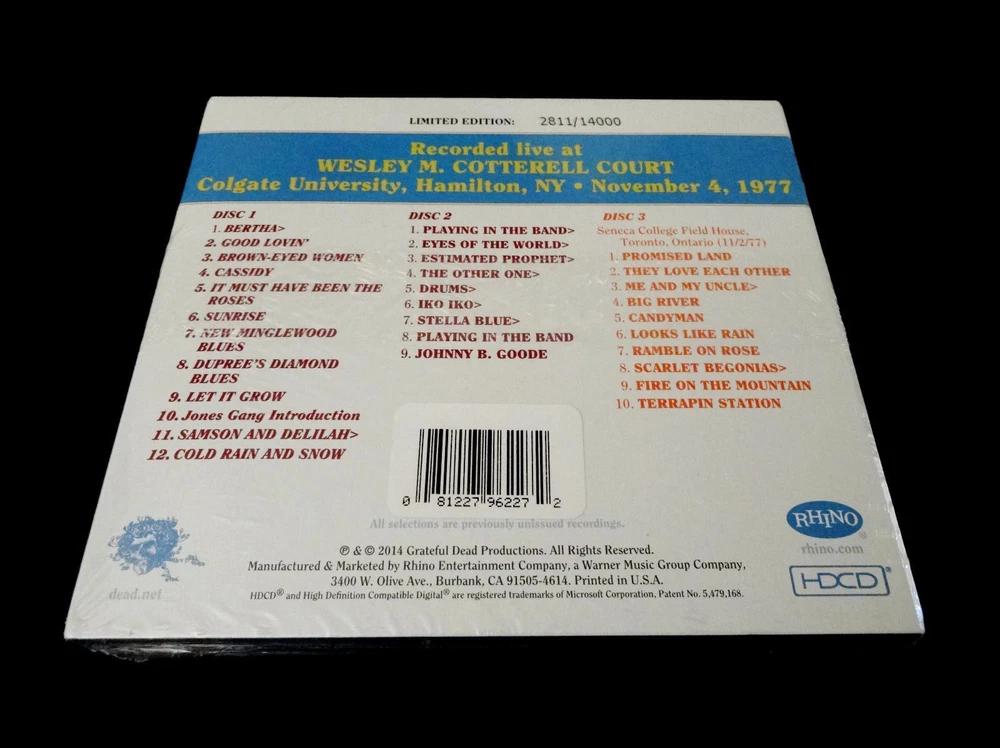 LIMITED EDITION: 2811/14000
Recorded live at
WESLEY M. COTTERELL COURT
Colgate University, Hamilton, NY • November 4, 1977
DISC 1
1. BERTHA>
2. GOOD LOVIN'
3. BROWN-EYED WOMEN
4. CASSIDY
5. IT MUST HAVE BEEN THE
ROSES
6. SUNRISE
7. NEW MINGLEWOOD
BLUES
8. DUPREE'S DIAMOND
BLUES
9. LET IT GROW
10. Jones Gang Introduction
11. SAMSON AND DELILAH>
12. COLD RAIN AND SNOW
DISC 2
1. PLAYING IN THE BAND>
2. EYES OF THE WORLD>
3. ESTIMATED PROPHET>
4. THE OTHER ONE>
5. DRUMS>
6. IKO IKO>
7. STELLA BLUE>
8. PLAYING IN THE BAND
9. JOHNNY B. GOODE
DISC 3
Seneca College Field House,
Toronto, Ontario (11/2/77)
1. PROMISED LAND
2. THEY LOVE EACH OTHER
3. ME AND MY UNCLE>
4. BIG RIVER
5. CANDYMAN
6. LOOKS LIKE RAIN
7. RAMBLE ON ROSE
8. SCARLET BEGONIAS>
9. FIRE ON THE MOUNTAIN
10. TERRAPIN STATION
0 81227 96227 2
All selections are previously unissued recordings.
℗ & © 2014 Grateful Dead Productions. All Rights Reserved.
Manufactured & Marketed by Rhino Entertainment Company, a Warner Music Group Company,
3400 W. Olive Ave., Burbank, CA 91505-4614. Printed in U.S.A.
HDCD® and High Definition Compatible Digital® are registered trademarks of Microsoft Corporation, Patent No. 5,479,168.
dead.net
RHINO®
rhino.com
HDCD®